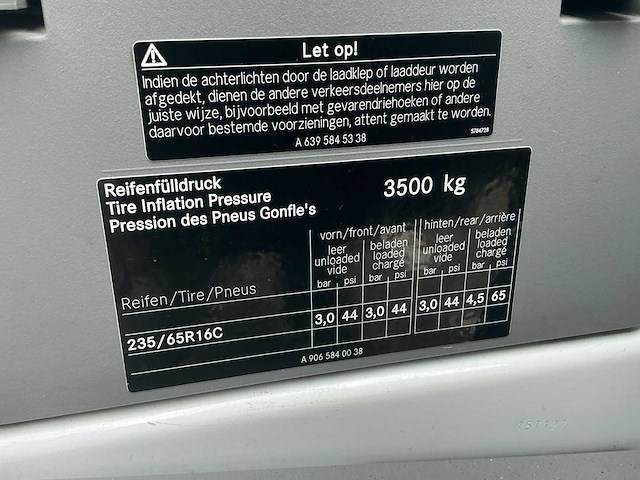 Let op!
Indien de achterlichten door de laadklep of laaddeur worden
afgedekt, dienen de andere verkeersdeelnemers hier op de
juiste wijze, bijvoorbeeld met gevarendriehoeken of andere
daarvoor bestemde voorzieningen, attent gemaakt te worden.
A 639 584 53 38
Reifenfülldruck 3500 kg
Tire Inflation Pressure
Pression des Pneus Gonfle's
vorn/front/avant hinten/rear/arrière
leer beladen leer beladen
unloaded loaded unloaded loaded
vide chargé vide chargé
Reifen/Tire/Pneus bar psi bar psi bar psi bar psi
235/65R16C 3,0 44 3,0 44 3,0 44 4,5 65
A 906 584 00 38